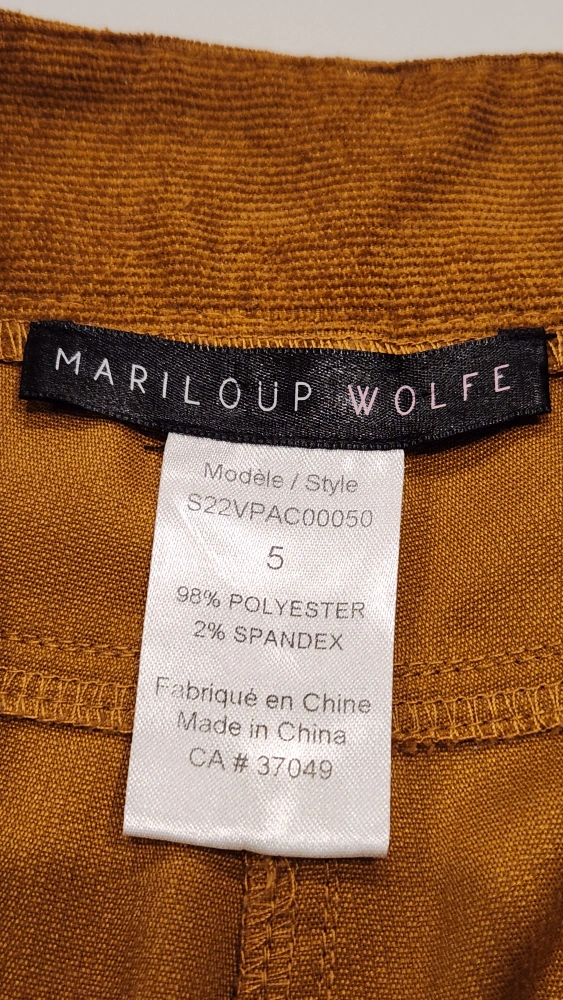 MARILOUP WOLFE
Modèle / Style
S22VPAC00050
5
98% POLYESTER
2% SPANDEX
Fabriqué en Chine
Made in China
CA # 37049